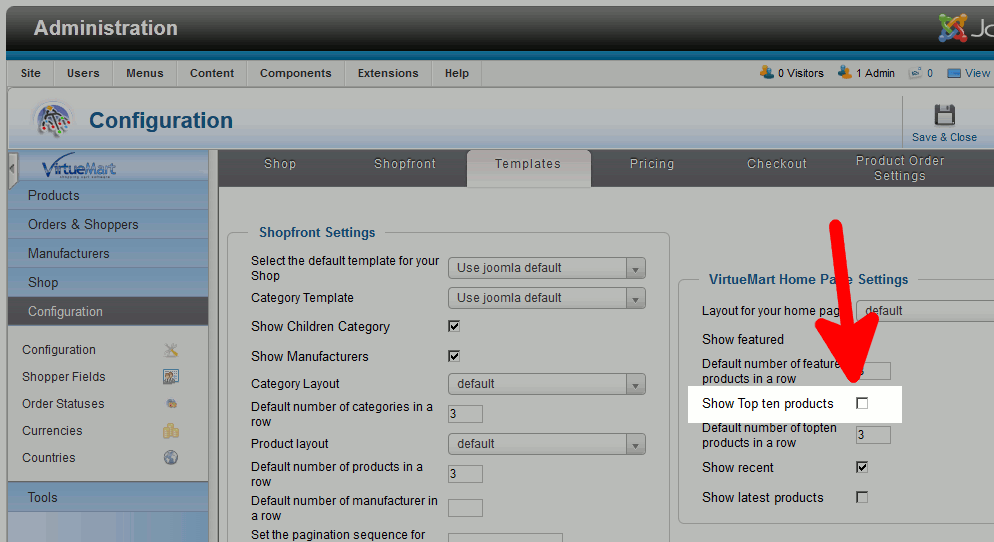 Administration
Site Users Menus Content Components Extensions Help 0 Visitors 1 Admin 0 View
Configuration
Save & Close
VirtueMart
Shop Shopfront Templates Pricing Checkout Product Order
Settings
Products
Orders & Shoppers
Manufacturers
Shop
Configuration
Configuration
Shopper Fields
Order Statuses
Currencies
Countries
Tools
Shopfront Settings
Select the default template for your
Shop
Use joomla default
Category Template
Use joomla default
Show Children Category
Show Manufacturers
Category Layout
default
Default number of categories in a
row
3
Product layout
default
Default number of products in a
row
3
Default number of manufacturer in
a row
Set the pagination sequence for
VirtueMart Home Page Settings
Layout for your home page
default
Show featured
Default number of feature
products in a row
Show Top ten products
Default number of topten
products in a row
3
Show recent
Show latest products